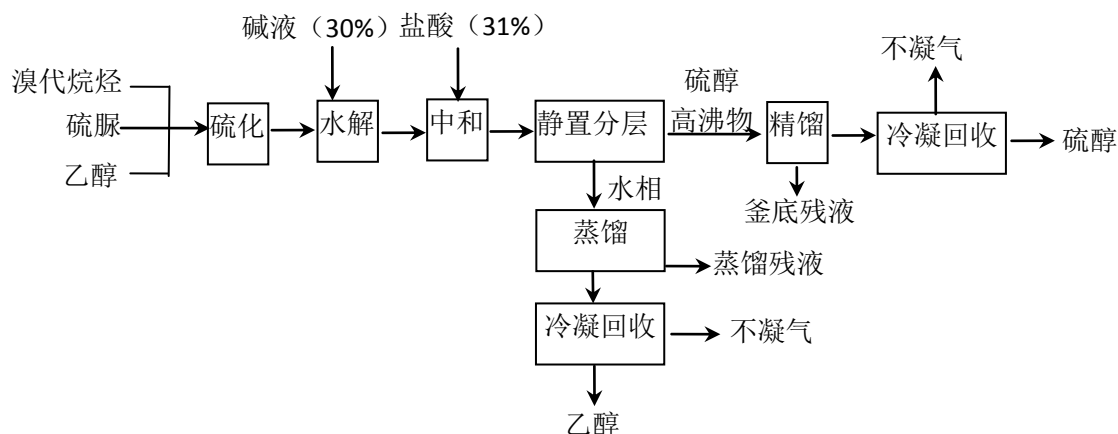 碱液（30%）
盐酸（31%）
不凝气
溴代烷烃
硫脲
乙醇
硫化
水解
中和
静置分层
硫醇
高沸物
精馏
冷凝回收
硫醇
水相
釜底残液
蒸馏
蒸馏残液
冷凝回收
不凝气
乙醇